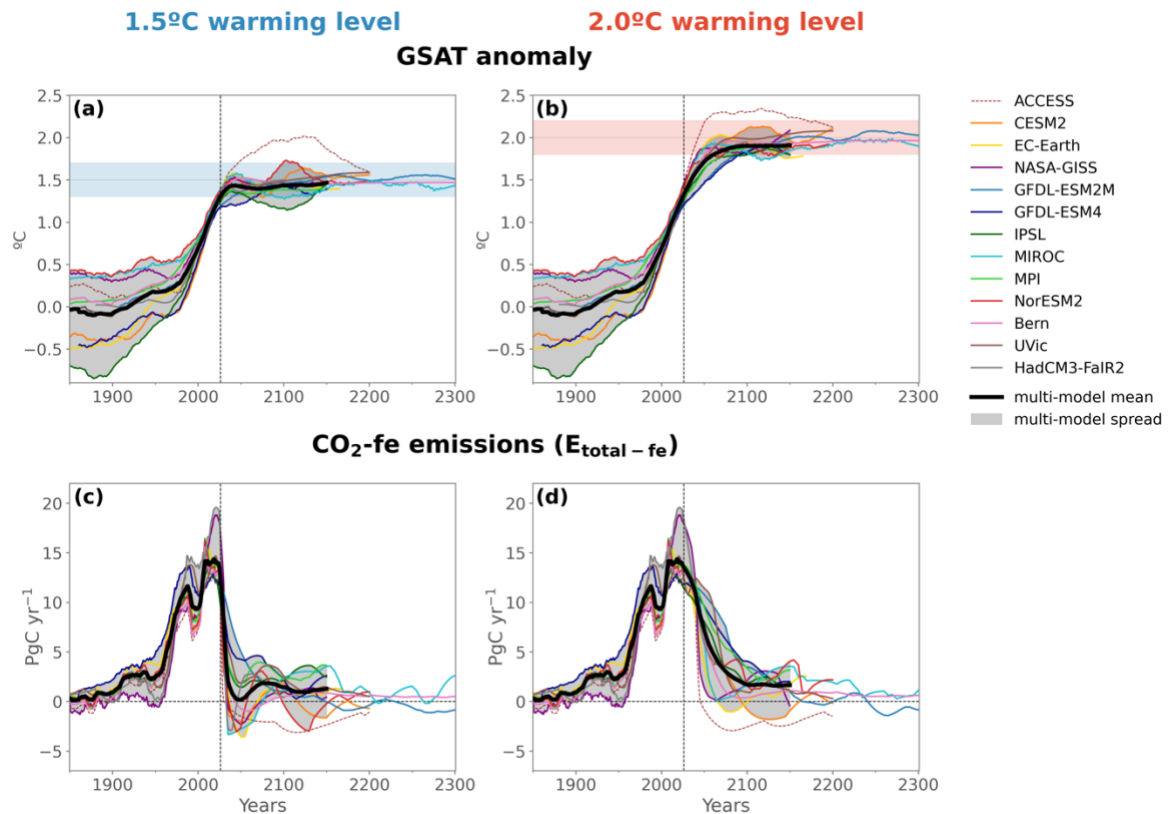 1.5ºC warming level
2.0ºC warming level
GSAT anomaly
(a)
2.5
2.0
1.5
1.0
0.5
0.0
−0.5
ºC
1900
2000
2100
2200
2300
(b)
2.5
2.0
1.5
1.0
0.5
0.0
−0.5
ºC
1900
2000
2100
2200
2300
ACCESS
CESM2
EC-Earth
NASA-GISS
GFDL-ESM2M
GFDL-ESM4
IPSL
MIROC
MPI
NorESM2
Bern
UVic
HadCM3-FaIR2
multi-model mean
multi-model spread
CO₂-fe emissions (E_total−fe)
(c)
20
15
10
5
0
−5
PgC yr⁻¹
1900
2000
2100
2200
2300
Years
(d)
20
15
10
5
0
−5
PgC yr⁻¹
1900
2000
2100
2200
2300
Years